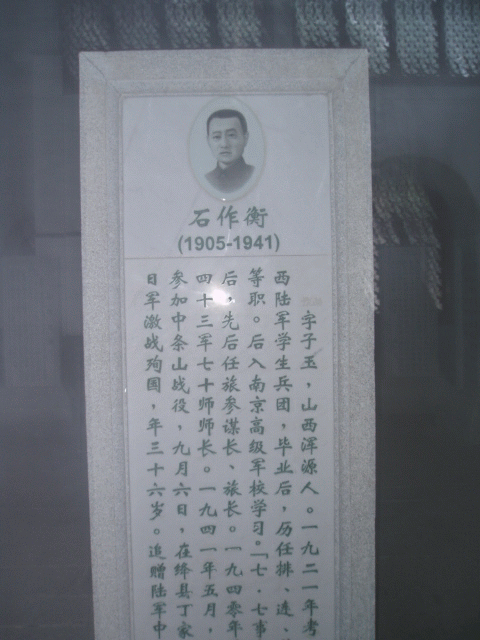 石作衡
(1905-1941)
字子玉，山西浑源人。一九二一年考
西陆军学生兵团，毕业后，历任排、连、
等职。后入南京高级军校学习。「七·七事
后，先后任旅参谋长、旅长。一九四零年
四十三军七十师师长。一九四一年五月，
参加中条山战役，九月六日，在绛县丁家
日军激战殉国，年三十六岁。追赠陆军中